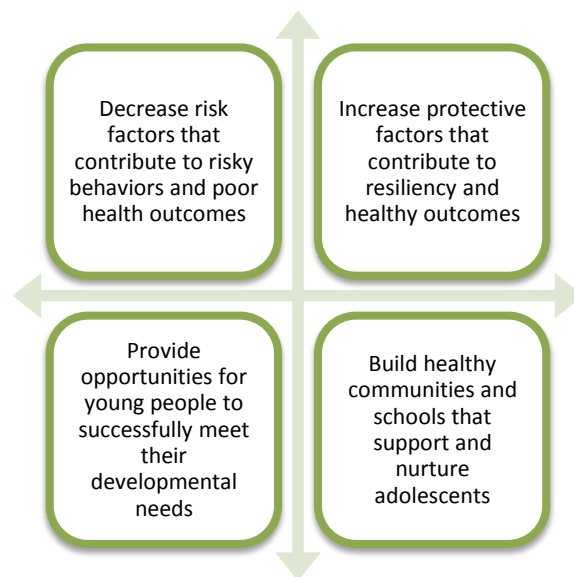 Decrease risk
factors that
contribute to risky
behaviors and poor
health outcomes
Increase protective
factors that
contribute to
resiliency and
healthy outcomes
Provide
opportunities for
young people to
successfully meet
their
developmental
needs
Build healthy
communities and
schools that
support and
nurture
adolescents